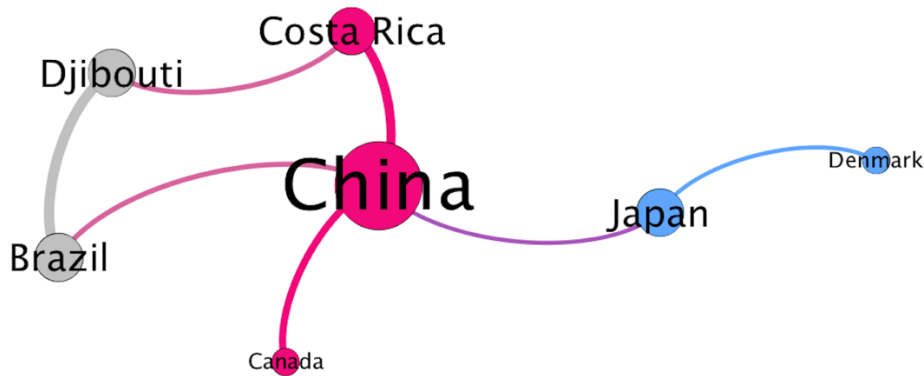 Costa Rica
Djibouti
Denmark
China
Japan
Brazil
Canada